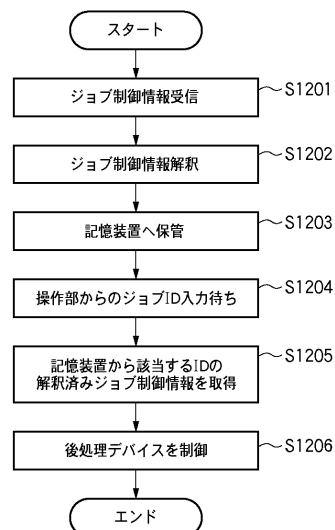 スタート
ジョブ制御情報受信
S1201
ジョブ制御情報解釈
S1202
記憶装置へ保管
S1203
操作部からのジョブID入力待ち
S1204
記憶装置から該当するIDの
解釈済みジョブ制御情報を取得
S1205
後処理デバイスを制御
S1206
エンド